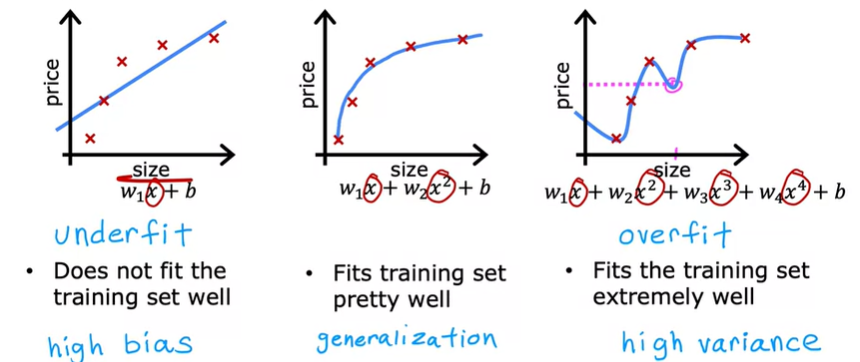 price
size
w₁x + b
underfit
• Does not fit the
training set well
high bias
price
size
w₁x + w₂x² + b
• Fits training set
pretty well
generalization
price
size
w₁x + w₂x² + w₃x³ + w₄x⁴ + b
overfit
• Fits the training set
extremely well
high variance